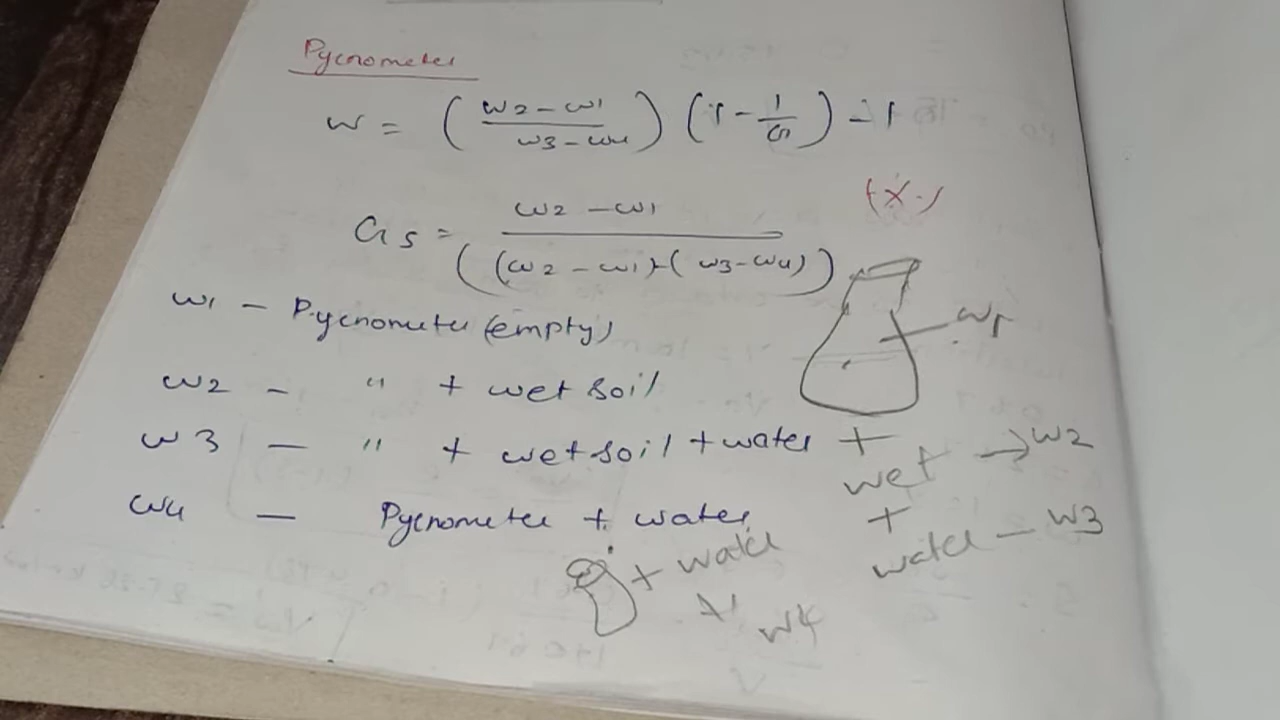 Pycnometer
w = ( w2 - w1 / w3 - w4 ) ( 1 - 1/G ) - 1
Gs = w2 - w1 / ( (w2 - w1) - ( w3 - w4) )
w1 - Pycnometer (empty)
w1
w2 - " + wet soil
w3 - " + wet soil + water
+ wet → w2
w4 - Pycnometer + water
+ water - w3
+ water
w4